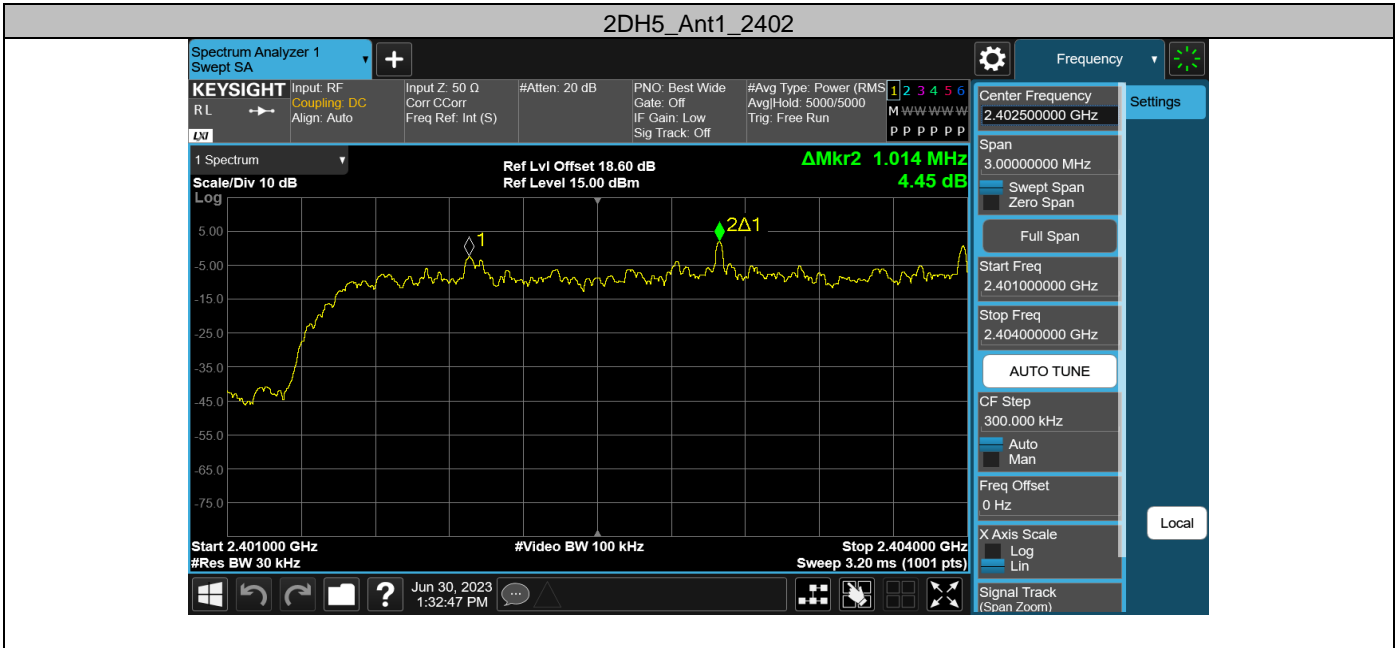 2DH5_Ant1_2402
Spectrum Analyzer 1
Swept SA
Frequency
KEYSIGHT
RL
LXI
Input: RF
Coupling: DC
Align: Auto
Input Z: 50 Ω
Corr CCorr
Freq Ref: Int (S)
#Atten: 20 dB
PNO: Best Wide
Gate: Off
IF Gain: Low
Sig Track: Off
#Avg Type: Power (RMS
Avg|Hold: 5000/5000
Trig: Free Run
1 2 3 4 5 6
M W W W W W
P P P P P P
1 Spectrum
Scale/Div 10 dB
Log
Ref Lvl Offset 18.60 dB
Ref Level 15.00 dBm
ΔMkr2 1.014 MHz
4.45 dB
5.00
-5.00
-15.0
-25.0
-35.0
-45.0
-55.0
-65.0
-75.0
1
2Δ1
Start 2.401000 GHz
#Res BW 30 kHz
#Video BW 100 kHz
Stop 2.404000 GHz
Sweep 3.20 ms (1001 pts)
Center Frequency
2.402500000 GHz
Span
3.00000000 MHz
Swept Span
Zero Span
Full Span
Start Freq
2.401000000 GHz
Stop Freq
2.404000000 GHz
AUTO TUNE
CF Step
300.000 kHz
Auto
Man
Freq Offset
0 Hz
X Axis Scale
Log
Lin
Signal Track
(Span Zoom)
Settings
Local
?
Jun 30, 2023
1:32:47 PM